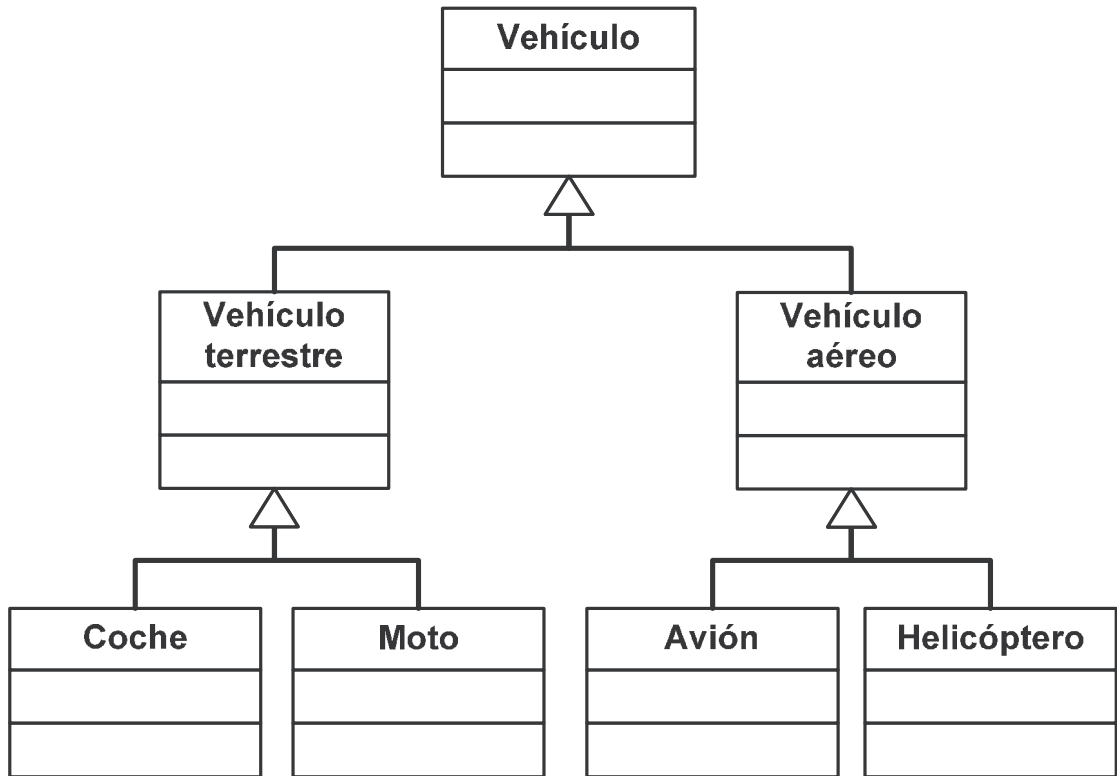 Vehículo
Vehículo
terrestre
Vehículo
aéreo
Coche
Moto
Avión
Helicóptero